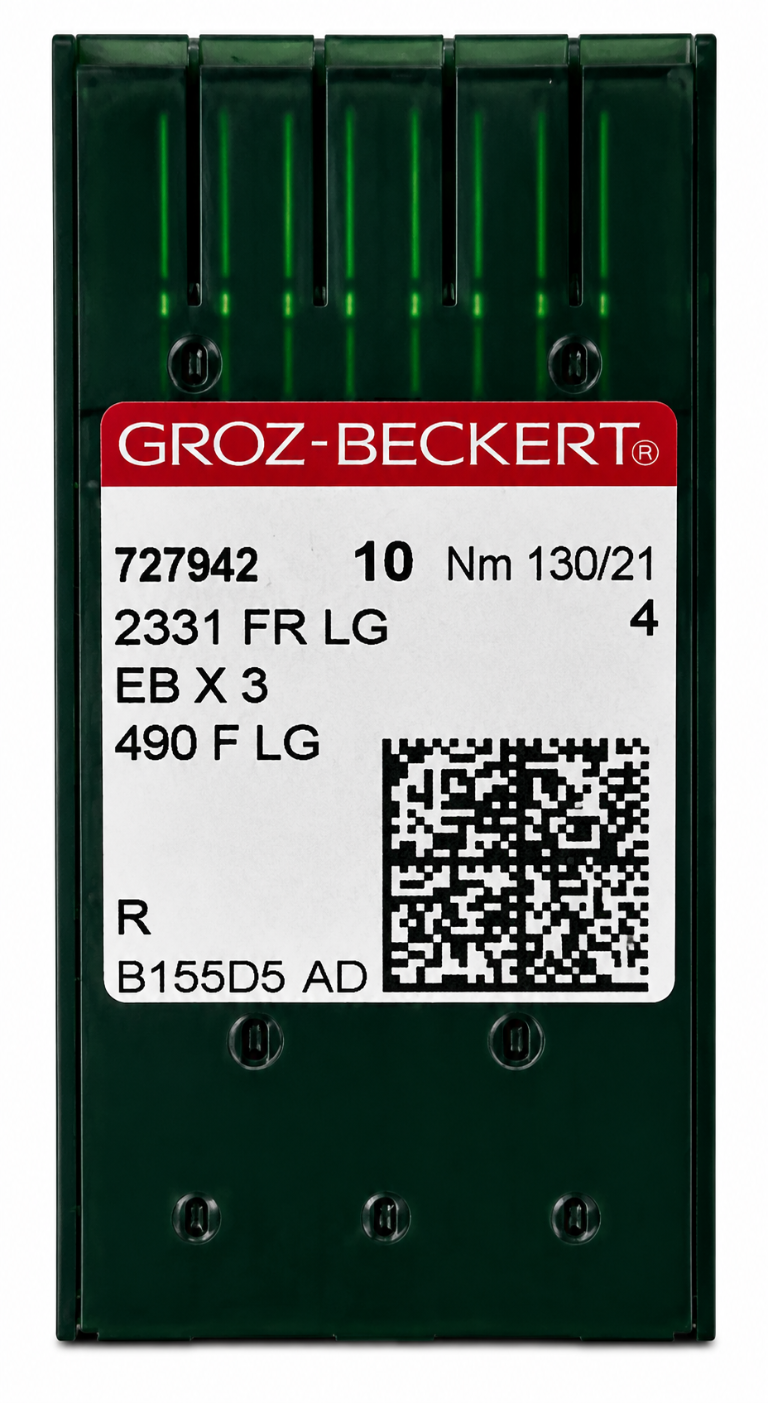 GROZ-BECKERT®
727942 10 Nm 130/21
2331 FR LG 4
EB X 3
490 F LG
R
B155D5 AD